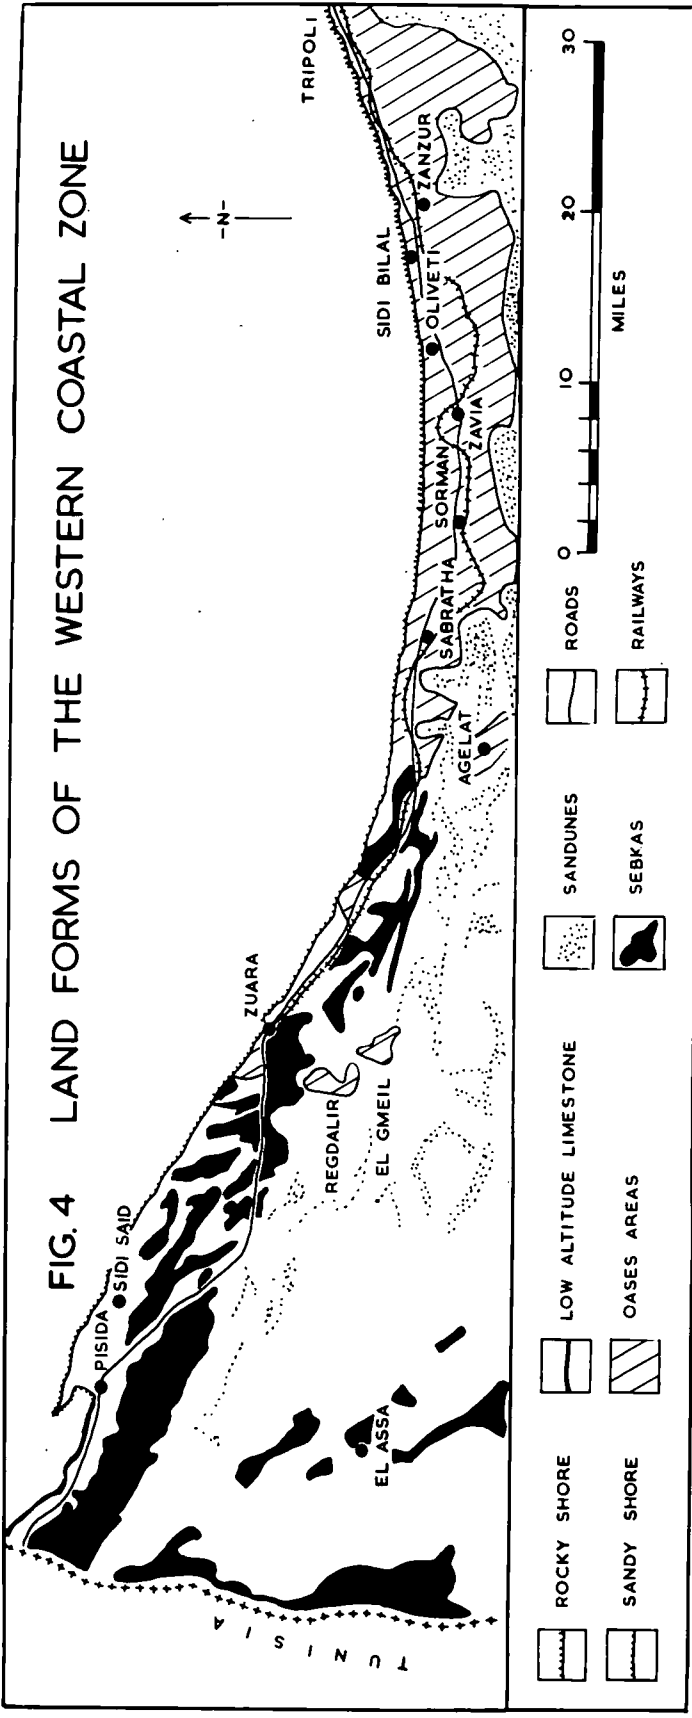 FIG. 4 LAND FORMS OF THE WESTERN COASTAL ZONE
-N-
TRIPOLI
ZANZUR
SIDI BILAL
OLIVETI
ZAVIA
SORMAN
SABRATHA
AGELAT
ZUARA
REGDALIR
EL GMEIL
SIDI SAID
PISIDA
EL ASSA
TUNISIA
ROCKY SHORE
LOW ALTITUDE LIMESTONE
SANDUNES
ROADS
SANDY SHORE
OASES AREAS
SEBKAS
RAILWAYS
0 10 20 30
MILES